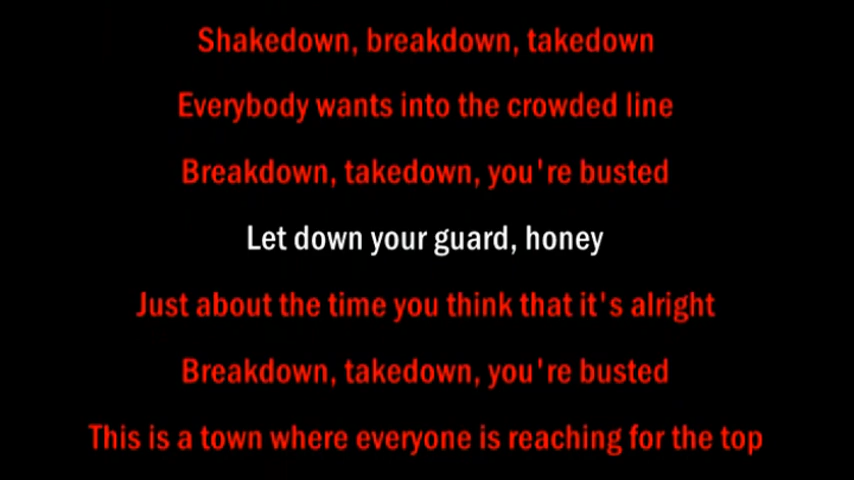 Shakedown, breakdown, takedown
Everybody wants into the crowded line
Breakdown, takedown, you're busted
Let down your guard, honey
Just about the time you think that it's alright
Breakdown, takedown, you're busted
This is a town where everyone is reaching for the top